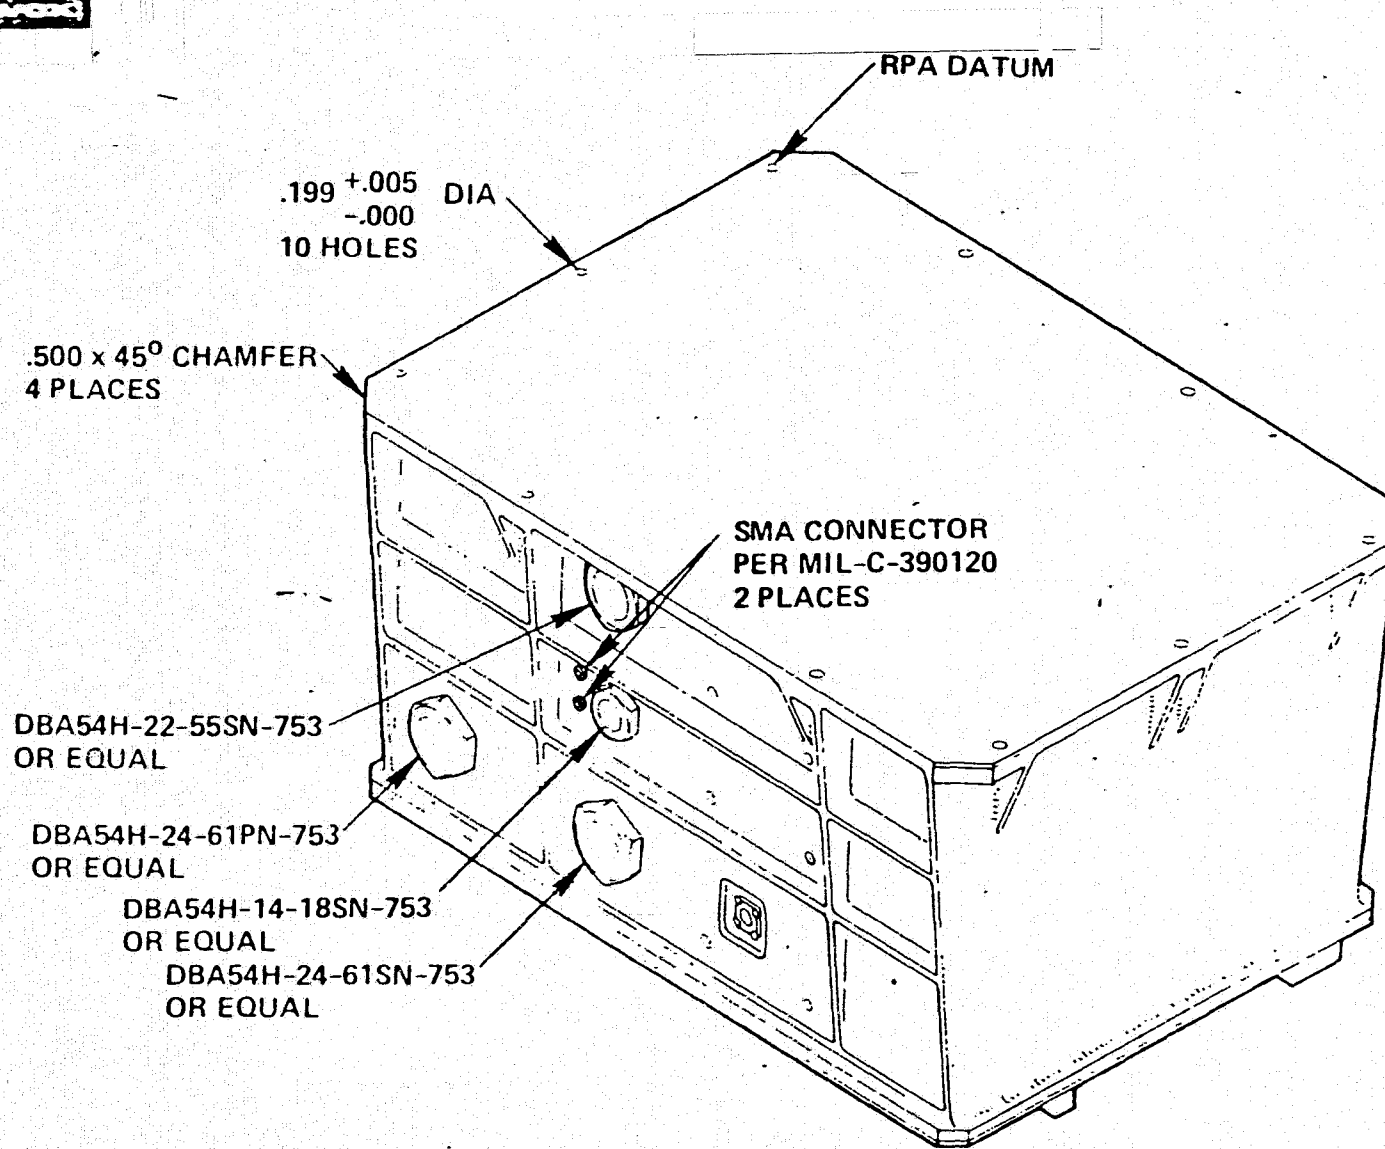 RPA DATUM
.199 +.005 DIA
-.000
10 HOLES
.500 x 45° CHAMFER
4 PLACES
SMA CONNECTOR
PER MIL-C-390120
2 PLACES
DBA54H-22-55SN-753
OR EQUAL
DBA54H-24-61PN-753
OR EQUAL
DBA54H-14-18SN-753
OR EQUAL
DBA54H-24-61SN-753
OR EQUAL